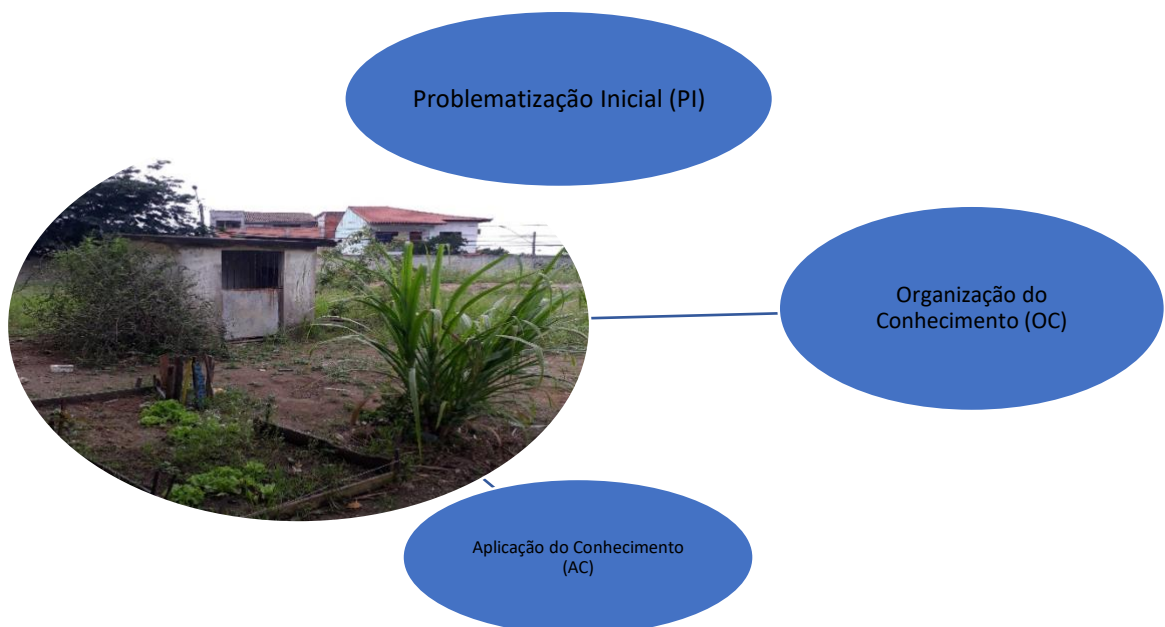 Problematização Inicial (PI)
Organização do
Conhecimento (OC)
Aplicação do Conhecimento
(AC)